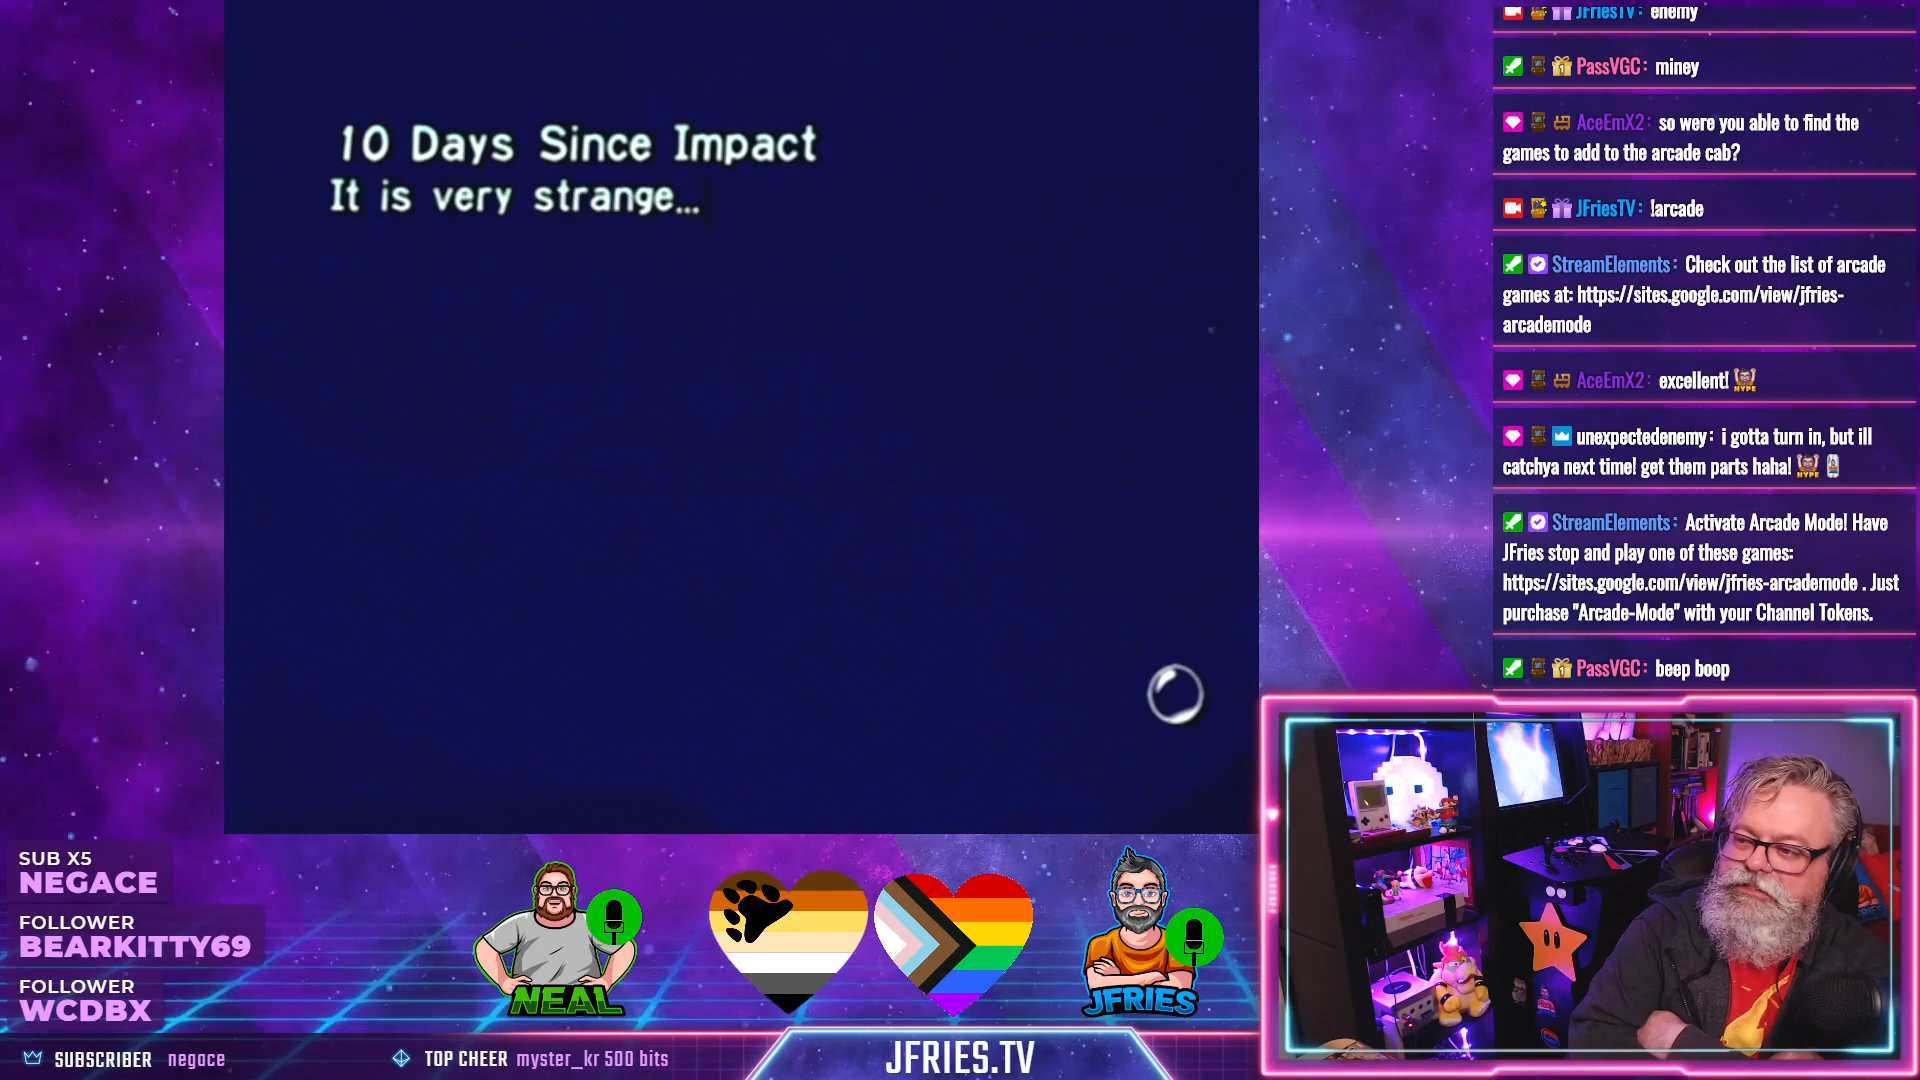 10 Days Since Impact
It is very strange...
JFriesTV: enemy
PassVGC: miney
AceEmX2: so were you able to find the
games to add to the arcade cab?
JFriesTV: !arcade
StreamElements: Check out the list of arcade
games at: https://sites.google.com/view/jfries-
arcademode
AceEmX2: excellent! HYPE
unexpectedenemy: i gotta turn in, but ill
catchya next time! get them parts haha! HYPE
StreamElements: Activate Arcade Mode! Have
JFries stop and play one of these games:
https://sites.google.com/view/jfries-arcademode . Just
purchase "Arcade-Mode" with your Channel Tokens.
PassVGC: beep boop
SUB X5
NEGACE
FOLLOWER
BEARKITTY69
FOLLOWER
WCDBX
NEAL
JFRIES
SUBSCRIBER negace
TOP CHEER myster_kr 500 bits
JFRIES.TV